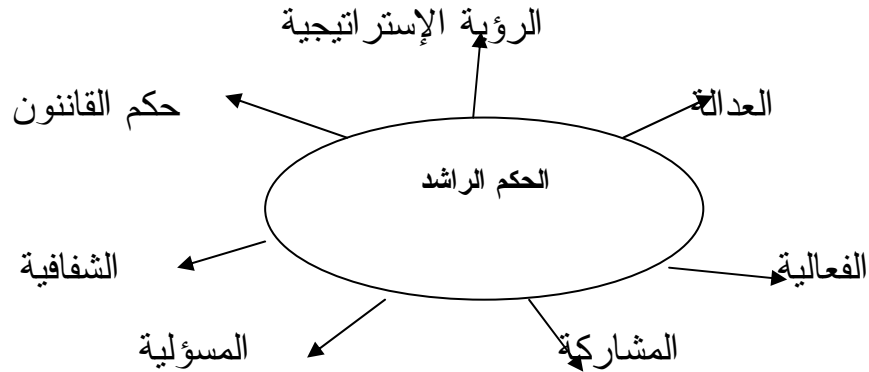 الرؤية الإستراتيجية
العدالة
حكم القاننون
الحكم الراشد
الفعالية
الشفافية
المشاركة
المسؤلية